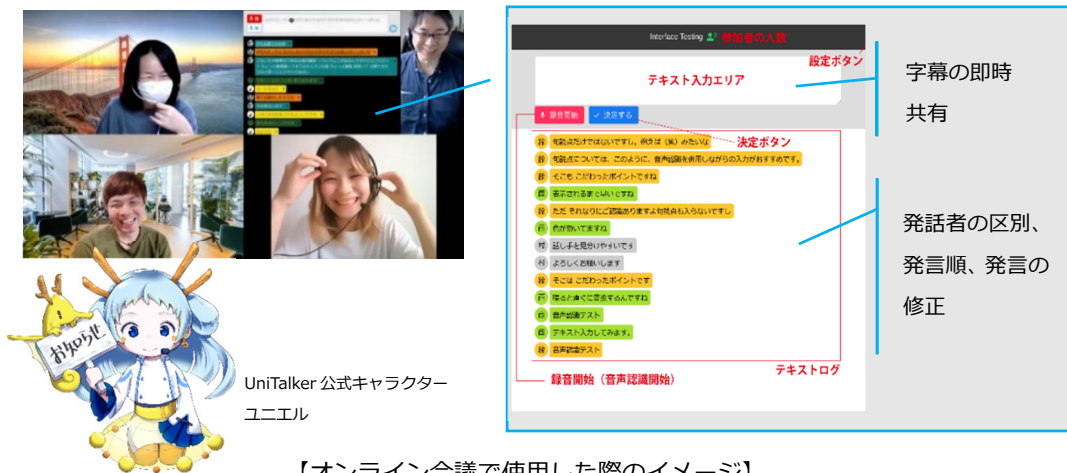 Interface Testing
参加者の人数
設定ボタン
テキスト入力エリア
録音開始
決定する
決定ボタン
句読点だけではないですし、例えば（笑）みたいな
句読点については、このように、音声認識を併用しながらの入力がおすすめです。
そこも こだわったポイントですね
表示されるまで早いですね
ただ それなりにご認識ありますよ句読点も入らないですし
色が効いてますね
話し手を見分けやすいです
よろしくお願いします
そこは こだわったポイントです
喋ると直ぐに変換するんですね
音声認識テスト
テキスト入力してみます。
音声認識テスト
テキストログ
録音開始（音声認識開始）
字幕の即時
共有
発話者の区別、
発言順、発言の
修正
お知らせ
UniTalker 公式キャラクター
ユニエル
【オンライン会議で使用した際のイメージ】